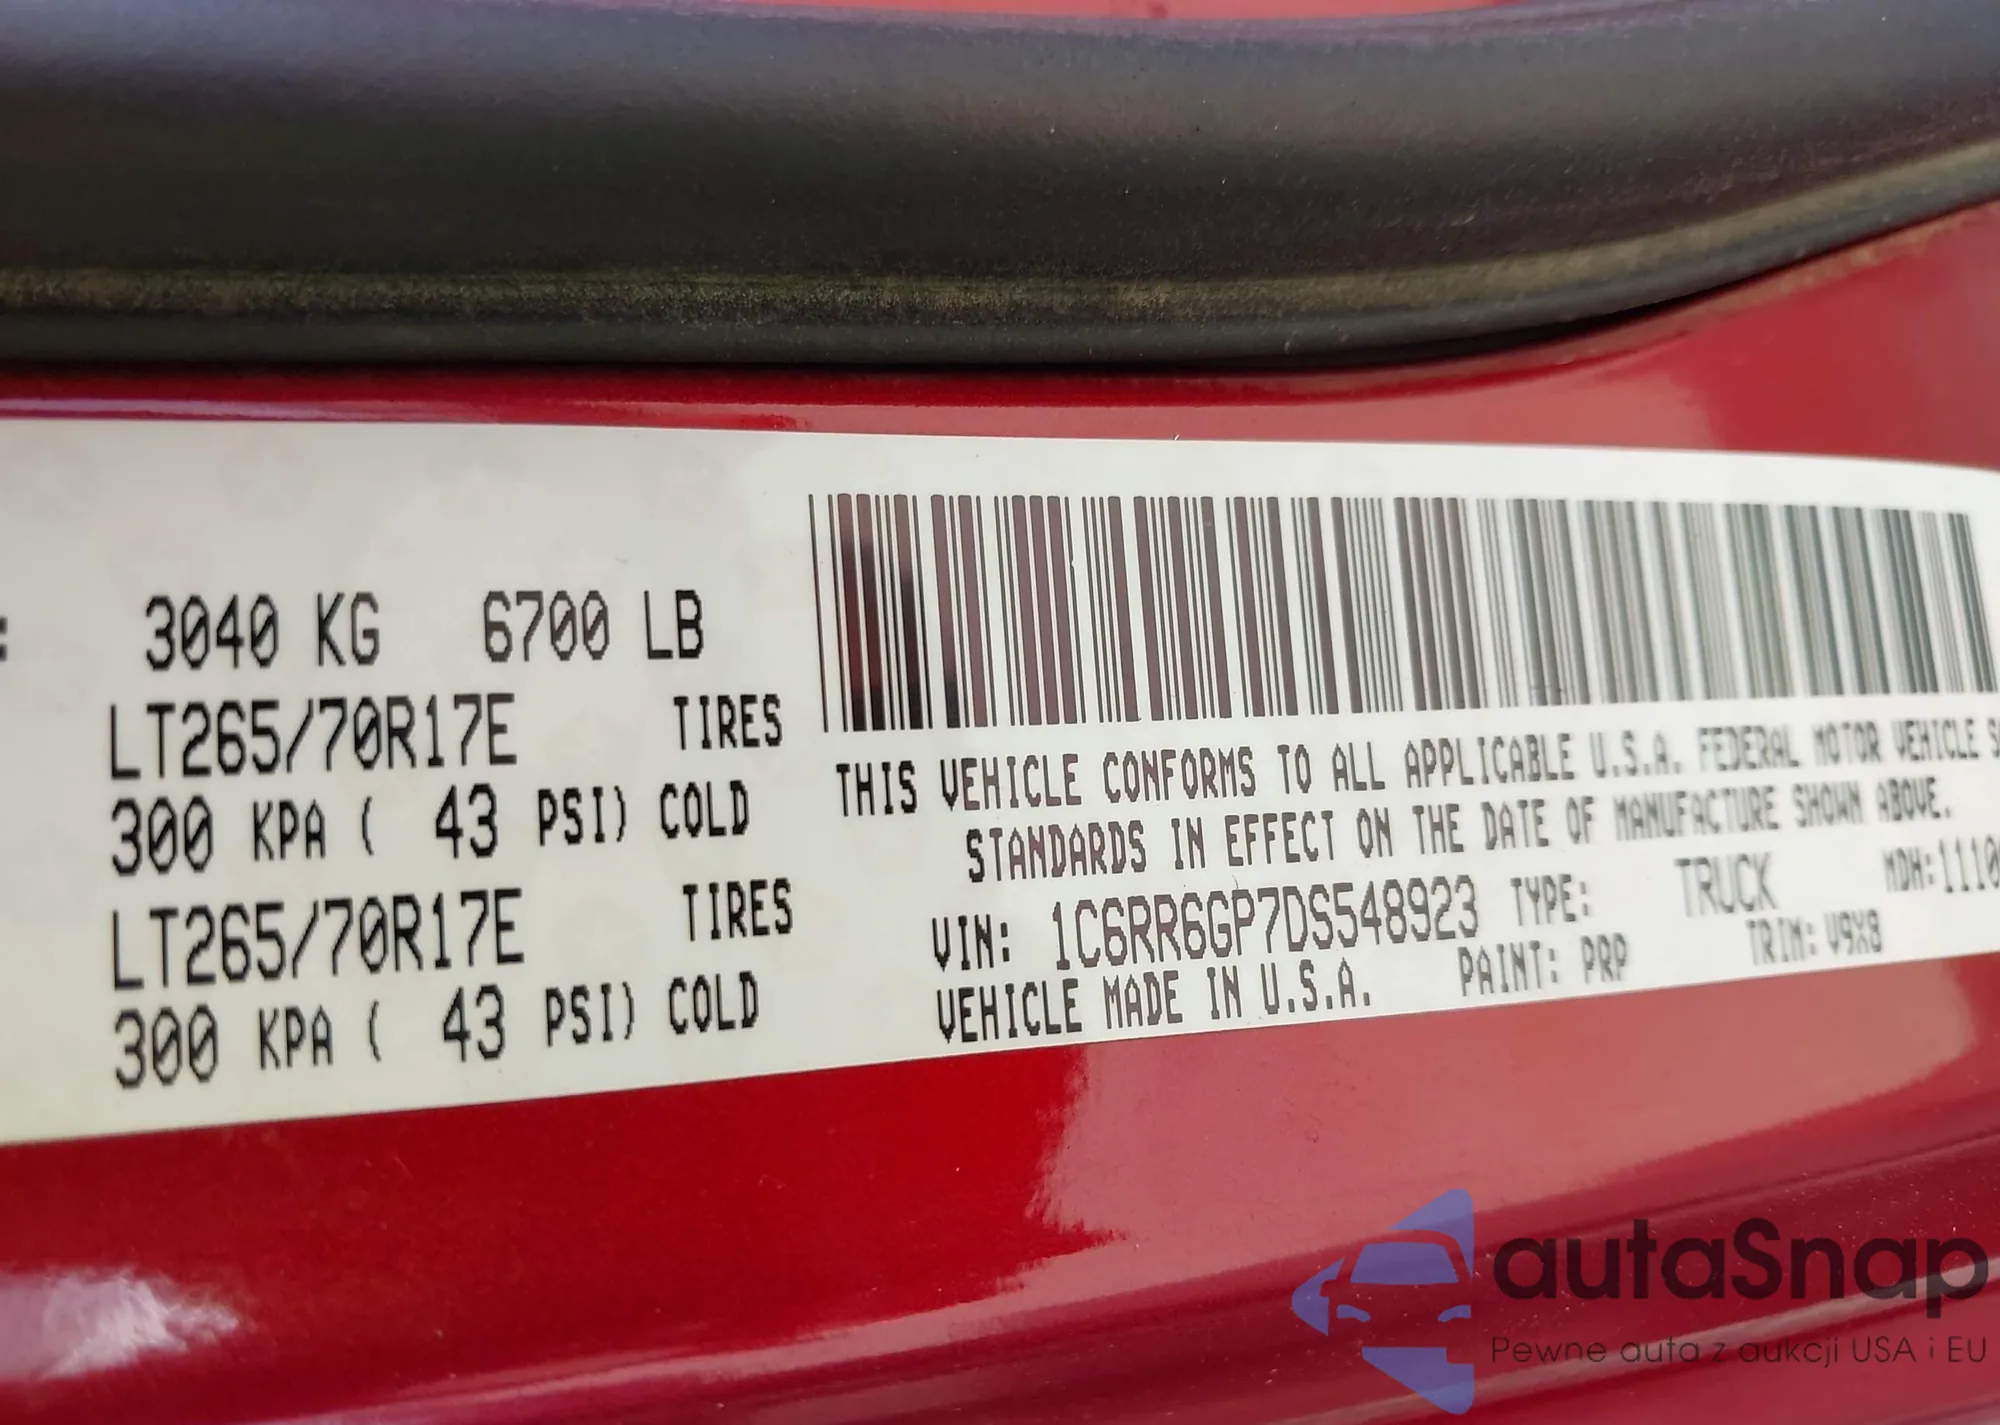 : 3040 KG 6700 LB
LT265/70R17E TIRES
300 KPA ( 43 PSI) COLD
LT265/70R17E TIRES
300 KPA ( 43 PSI) COLD
THIS VEHICLE CONFORMS TO ALL APPLICABLE U.S.A. FEDERAL MOTOR VEHICLE S
STANDARDS IN EFFECT ON THE DATE OF MANUFACTURE SHOWN ABOVE.
VIN: 1C6RR6GP7DS548923 TYPE: TRUCK MDH:1110
VEHICLE MADE IN U.S.A. PAINT: PRP TRIM: V9X8
autaSnap
Pewne auta z aukcji USA i EU